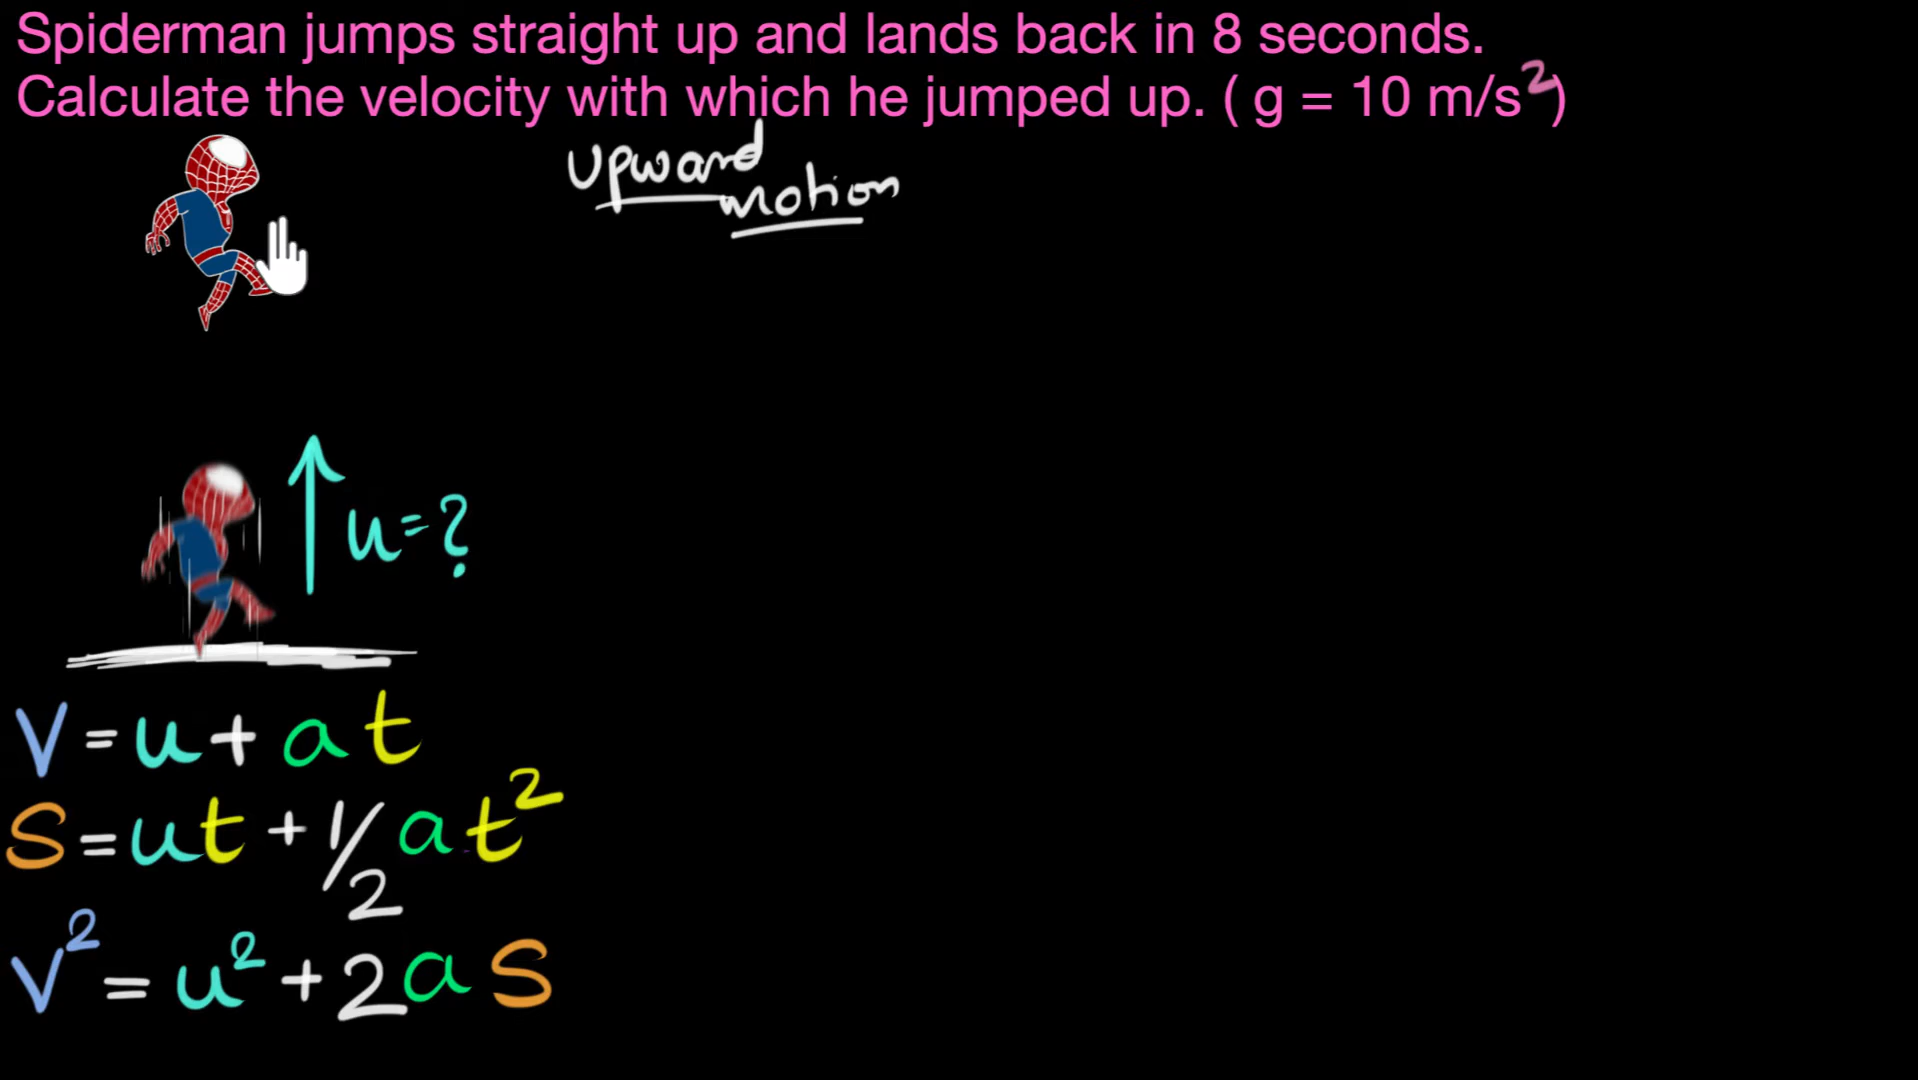 Spiderman jumps straight up and lands back in 8 seconds.
Calculate the velocity with which he jumped up. ( g = 10 m/s²)
Upward
motion
u=?
V=u+at
S=ut+1/2at²
V²=u²+2aS